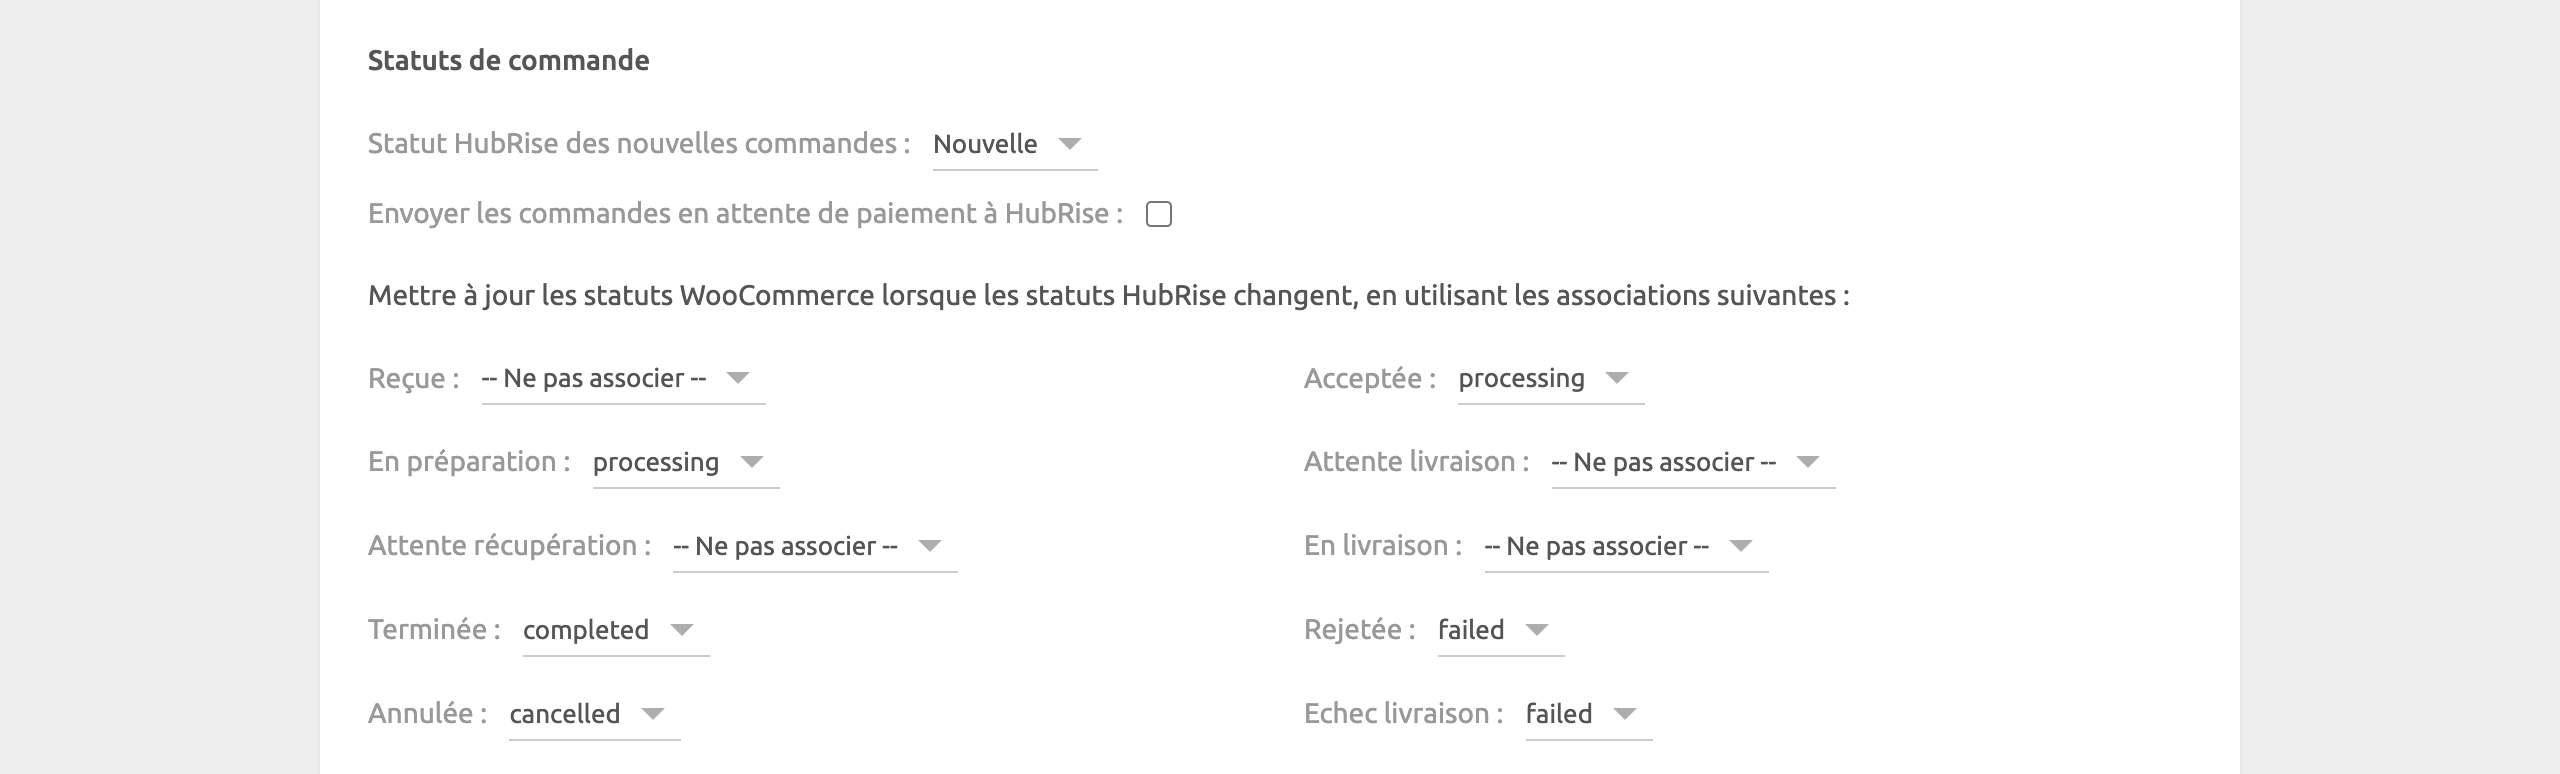 Statuts de commande
Statut HubRise des nouvelles commandes : Nouvelle
Envoyer les commandes en attente de paiement à HubRise :
Mettre à jour les statuts WooCommerce lorsque les statuts HubRise changent, en utilisant les associations suivantes :
Reçue : -- Ne pas associer -- Acceptée : processing
En préparation : processing Attente livraison : -- Ne pas associer --
Attente récupération : -- Ne pas associer -- En livraison : -- Ne pas associer --
Terminée : completed Rejetée : failed
Annulée : cancelled Echec livraison : failed